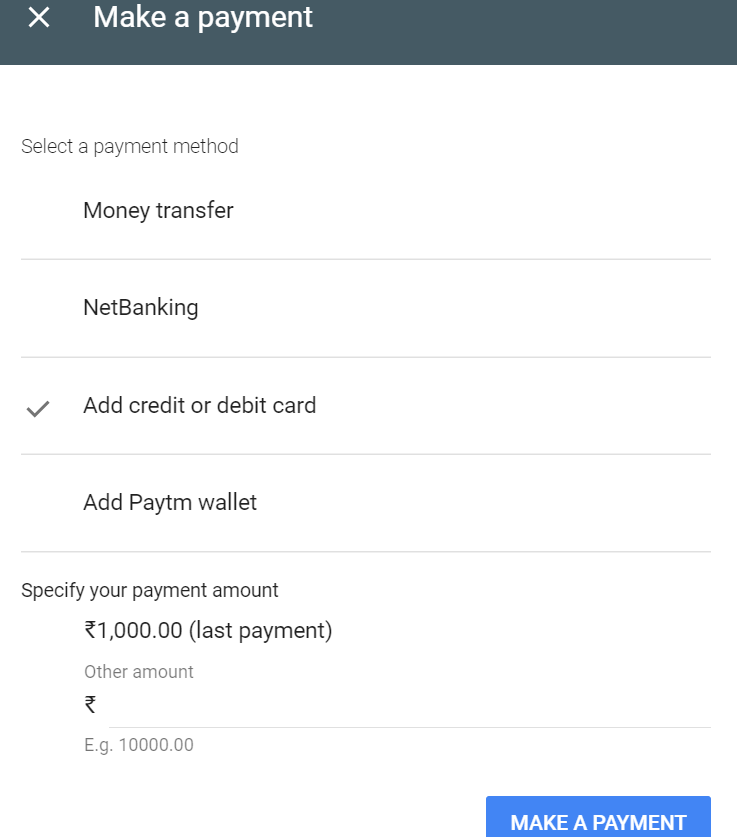 Make a payment
Select a payment method
Money transfer
NetBanking
Add credit or debit card
Add Paytm wallet
Specify your payment amount
₹1,000.00 (last payment)
Other amount
₹
E.g. 10000.00
MAKE A PAYMENT